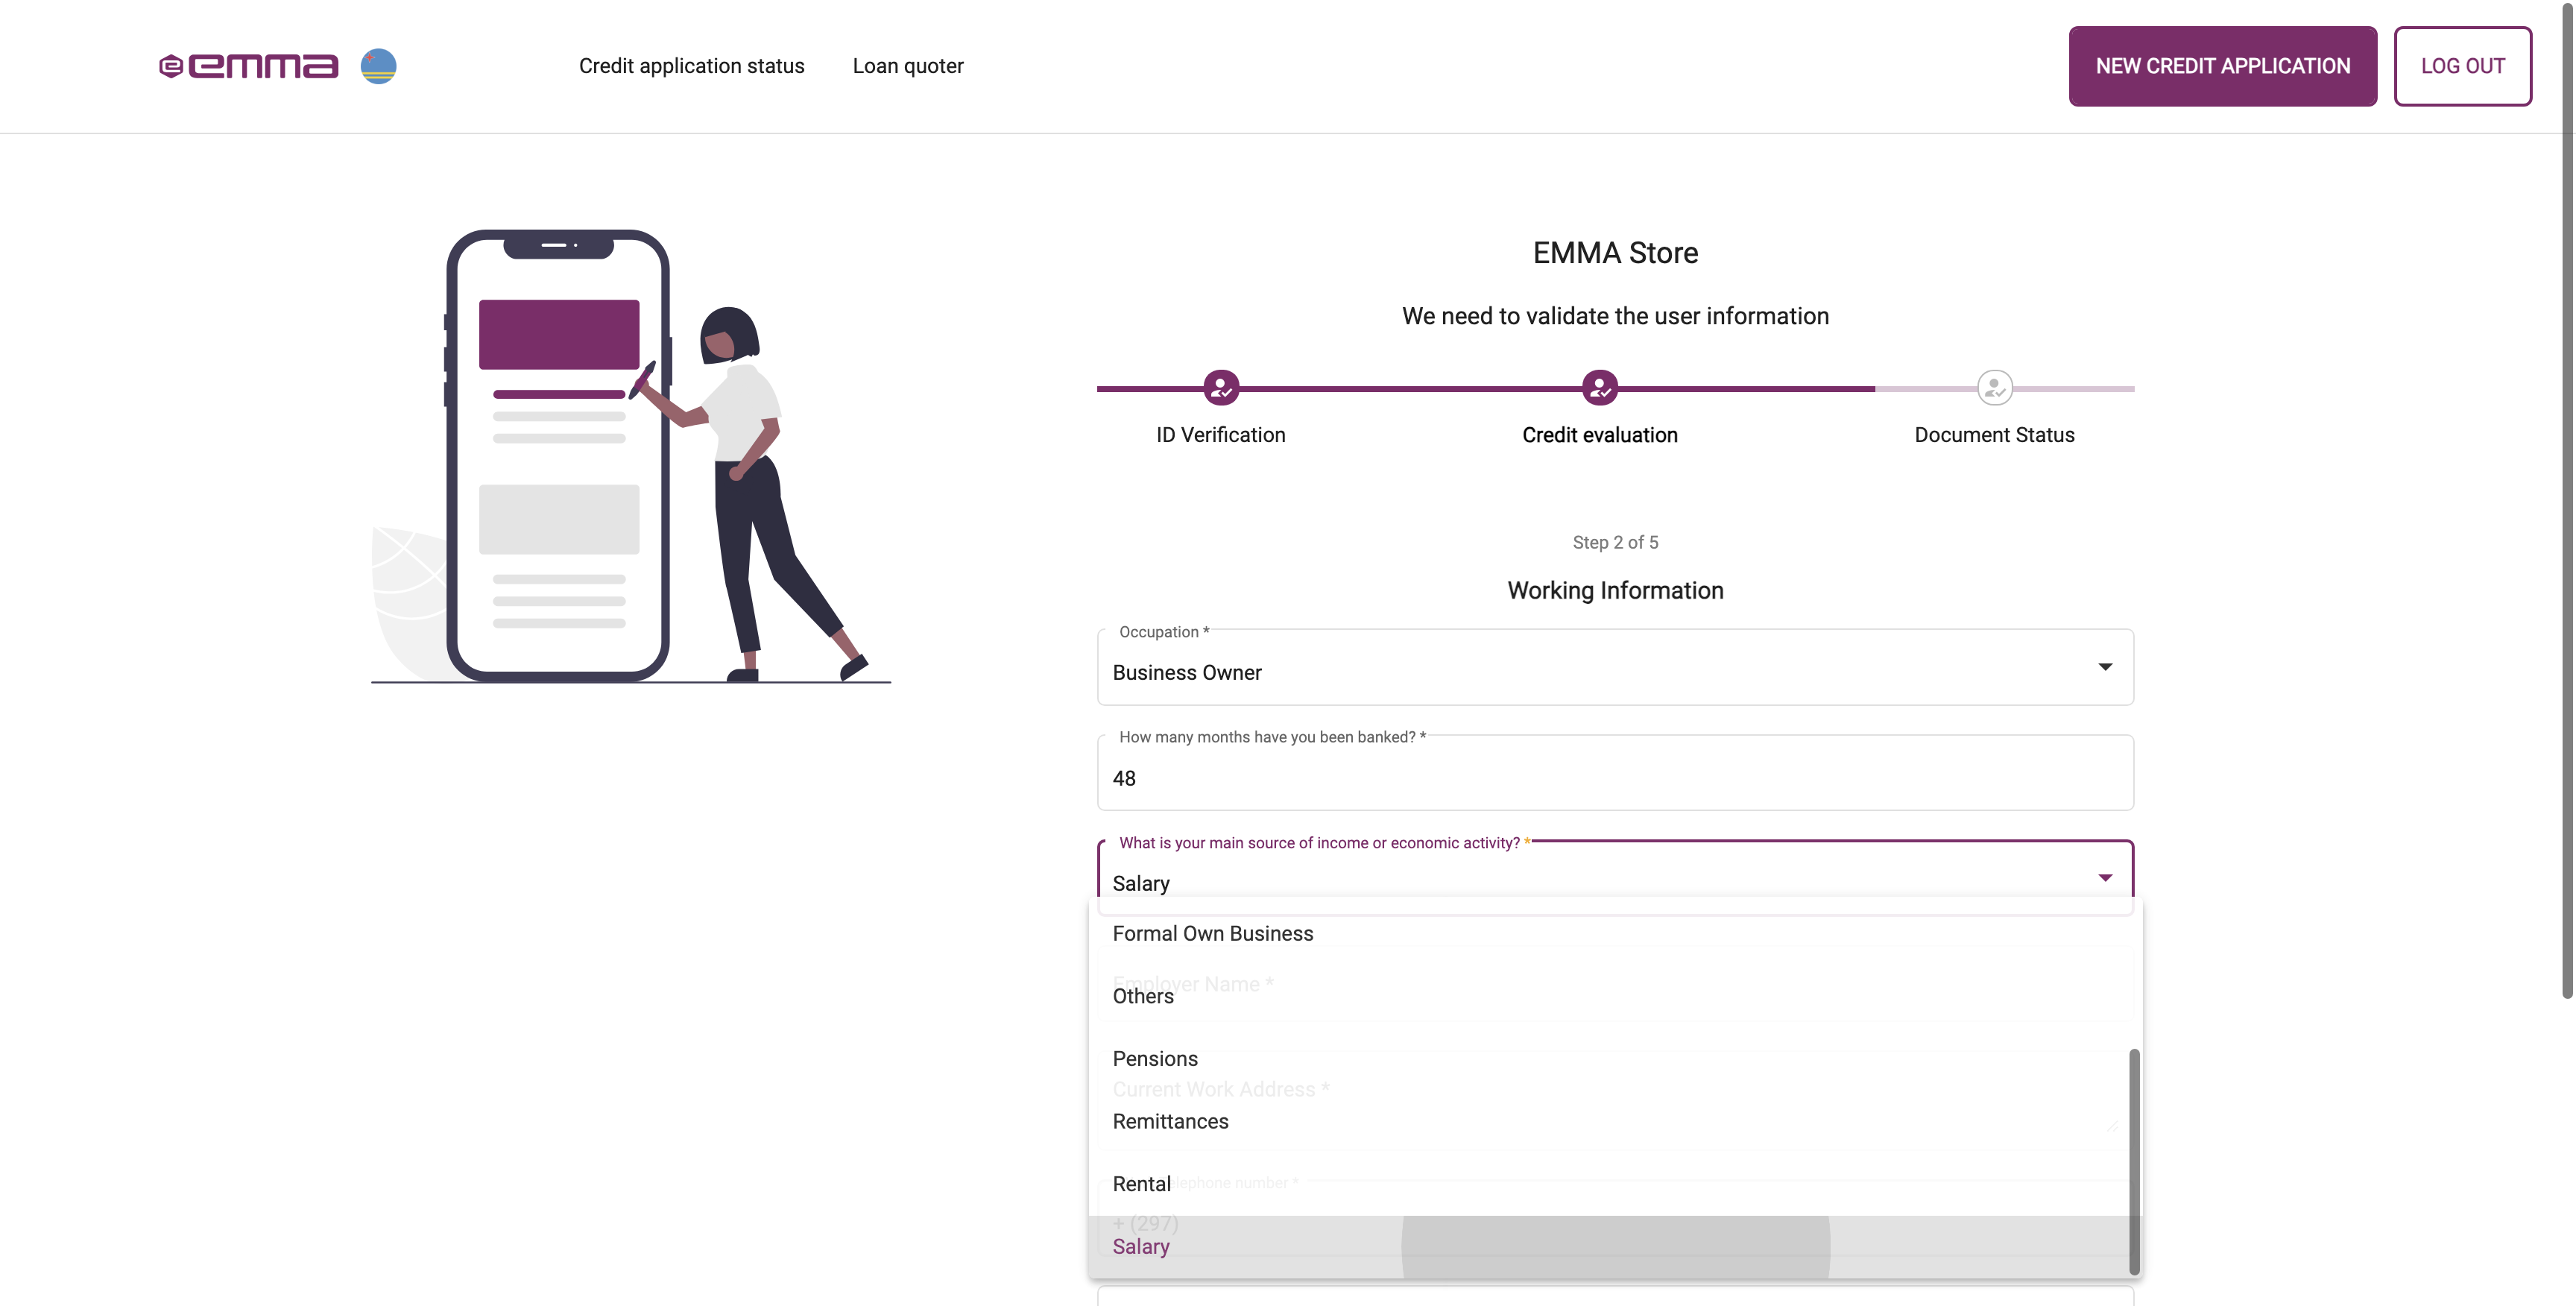 emma
Credit application status
Loan quoter
NEW CREDIT APPLICATION
LOG OUT
EMMA Store
We need to validate the user information
ID Verification
Credit evaluation
Document Status
Step 2 of 5
Working Information
Occupation *
Business Owner
How many months have you been banked? *
48
What is your main source of income or economic activity? *
Salary
Formal Own Business
Employer Name *
Others
Pensions
Current Work Address *
Remittances
Rental
lephone number *
+ (297)
Salary